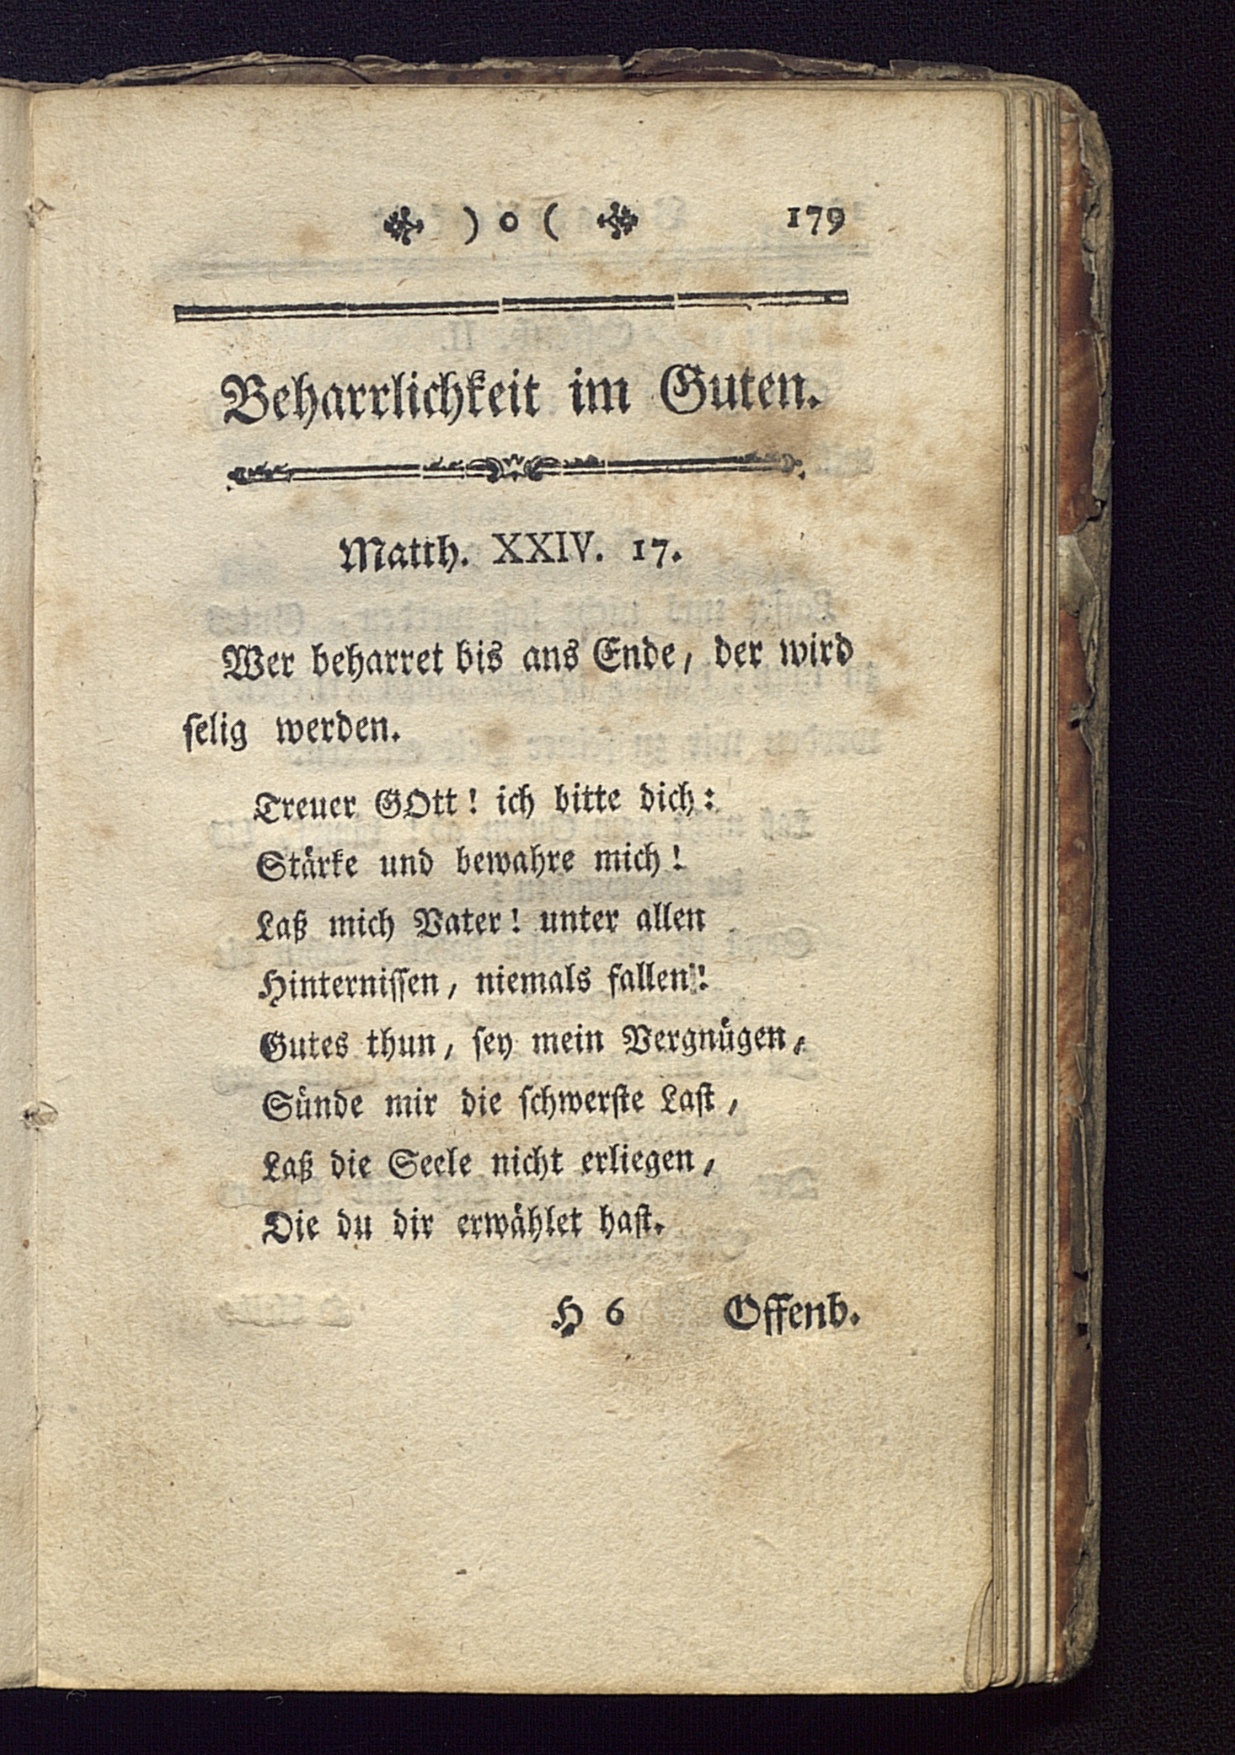 ) o ( 179
Beharrlichkeit im Guten.
Matth. XXIV. 17.
Wer beharret bis ans Ende, der wird
selig werden.
Treuer GOtt! ich bitte dich:
Stärke und bewahre mich!
Laß mich Vater! unter allen
Hinternissen, niemals fallen!
Gutes thun, sey mein Vergnügen,
Sünde mir die schwerste Last,
Laß die Seele nicht erliegen,
Die du dir erwählet hast.
H 6 Offenb.